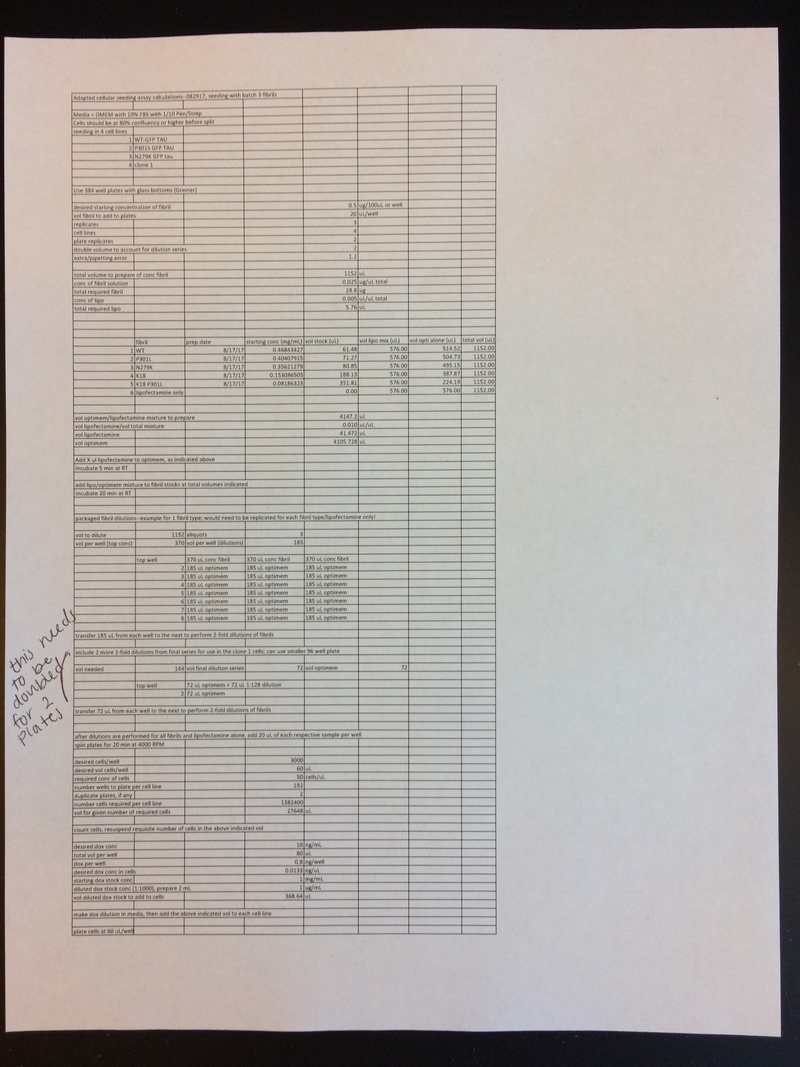 Adapted cellular seeding assay calculations--082917, seeding with batch 3 fibrils
Media = DMEM with 10% FBS with 1/10 Pen/Strep
Cells should be at 80% confluency or higher before split
seeding in 4 cell lines
1 WT-GFP TAU
2 P301S GFP TAU
3 N279K GFP tau
4 clone 1
Use 384 well plates with glass bottoms (Greiner)
desired starting concentration of fibril 0.5 ug/100uL or well
vol fibril to add to plates 20 uL/well
replicates 3
cell lines 4
plate replicates 2
double volume to account for dilution series 2
extra/pipetting error 1.2
total volume to prepare of conc fibril 1152 uL
conc of fibril solution 0.025 ug/uL total
total required fibril 28.8 ug
conc of lipo 0.005 uL/uL total
total required lipo 5.76 uL
fibril prep date starting conc (mg/mL) vol stock (uL) vol lipo mix (uL) vol opti alone (uL) total vol (uL)
1 WT 8/17/17 0.46843427 61.48 576.00 514.52 1152.00
2 P301L 8/17/17 0.40407915 71.27 576.00 504.73 1152.00
3 N279K 8/17/17 0.35621279 80.85 576.00 495.15 1152.00
4 K18 8/17/17 0.153086505 188.13 576.00 387.87 1152.00
5 K18 P301L 8/17/17 0.08186323 351.81 576.00 224.19 1152.00
6 lipofectamine only 0.00 576.00 576.00 1152.00
vol optimem/lipofectamine mixture to prepare 4147.2 uL
vol lipofectamine/vol total mixture 0.010 uL/uL
vol lipofectamine 41.472 uL
vol optimem 4105.728 uL
Add X ul lipofectamine to optimem, as indicated above
Incubate 5 min at RT
add lipo/optimem mixture to fibril stocks at total volumes indicated
Incubate 20 min at RT
packaged fibril dilutions--example for 1 fibril type; would need to be replicated for each fibril type/lipofectamine only!
vol to dilute 1152 aliquots 3
vol per well (top conc) 370 vol per well (dilutions) 185
top well 370 uL conc fibril 370 uL conc fibril 370 uL conc fibril
2 185 uL optimem 185 uL optimem 185 uL optimem
3 185 uL optimem 185 uL optimem 185 uL optimem
4 185 uL optimem 185 uL optimem 185 uL optimem
5 185 uL optimem 185 uL optimem 185 uL optimem
6 185 uL optimem 185 uL optimem 185 uL optimem
7 185 uL optimem 185 uL optimem 185 uL optimem
8 185 uL optimem 185 uL optimem 185 uL optimem
transfer 185 uL from each well to the next to perform 2-fold dilutions of fibrils
include 2 more 2-fold dilutions from final series for use in the clone 1 cells; can use smaller 96 well plate
vol needed 144 vol final dilution series 72 vol optimem 72
top well 72 uL optimem + 72 uL 1:128 dilution
2 72 uL optimem
transfer 72 uL from each well to the next to perform 2-fold dilutions of fibrils
this needs
to be
doubled
for 2
plates
after dilutions are performed for all fibrils and lipofectamine alone, add 20 uL of each respective sample per well
spin plates for 20 min at 4000 RPM
desired cells/well 3000
desired vol cells/well 60 uL
required conc of cells 50 cells/uL
number wells to plate per cell line 192
duplicate plates, if any 2
number cells required per cell line 1382400
vol for given number of required cells 27648 uL
count cells, resuspend requisite number of cells in the above indicated vol
desired dox conc 10 ng/mL
total vol per well 80 uL
dox per well 0.8 ng/well
desired dox conc in cells 0.0133 ng/uL
starting dox stock conc 1 mg/mL
diluted dox stock conc (1:1000), prepare 2 mL 1 ug/mL
vol diluted dox stock to add to cells 368.64 uL
make dox dilution in media, then add the above indicated vol to each cell line
plate cells at 60 uL/well